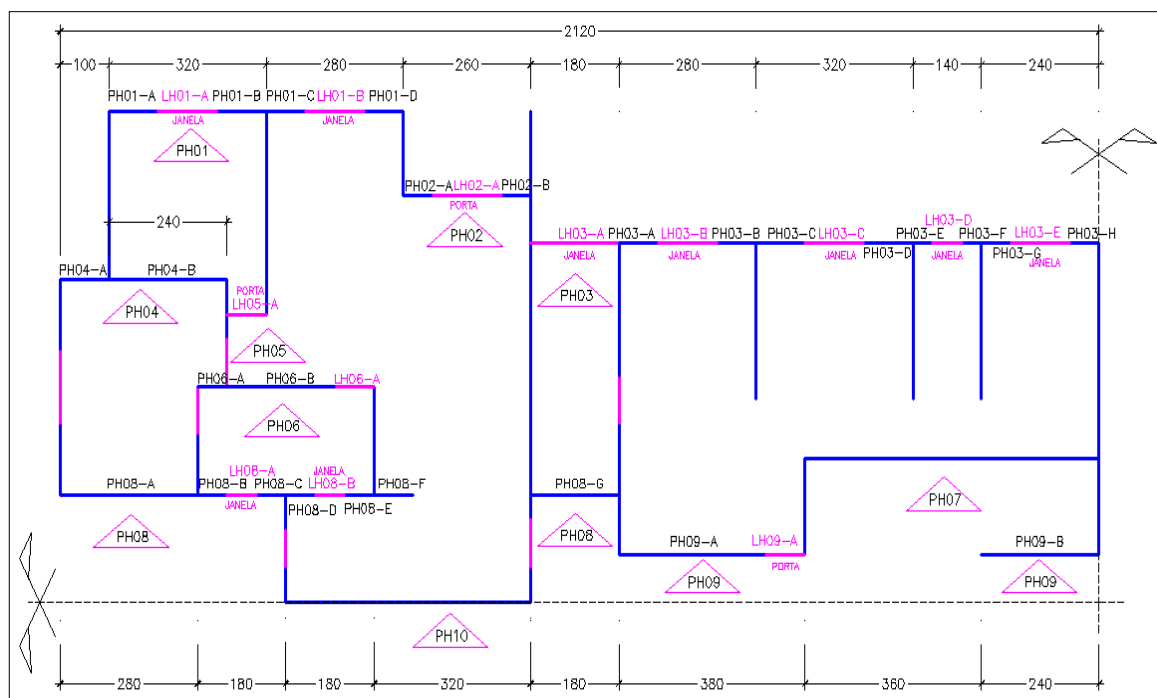 2120
100 320 280 260 180 280 320 140 240
PH01-A LH01-A PH01-B PH01-C LH01-B PH01-D
JANELA JANELA
PH01
PH02-A LH02-A PH02-B
PORTA
PH02
240
LH03-D
LH03-A PH03-A LH03-B PH03-B PH03-C LH03-C PH03-E PH03-F LH03-E PH03-H
JANELA JANELA JANELA PH03-D JANELA PH03-G JANELA
PH03
PH04-A PH04-B
PH04
PORTA
LH05-A
PH05
PH06-A PH06-B LH06-A
PH06
LH08-A JANELA
PH08-A PH08-B PH08-C LH08-B PH08-F PH08-G
JANELA PH08-D PH08-E
PH08 PH08
PH07
PH09-A LH09-A PH09-B
PORTA
PH09 PH09
PH10
280 180 180 320 180 380 360 240